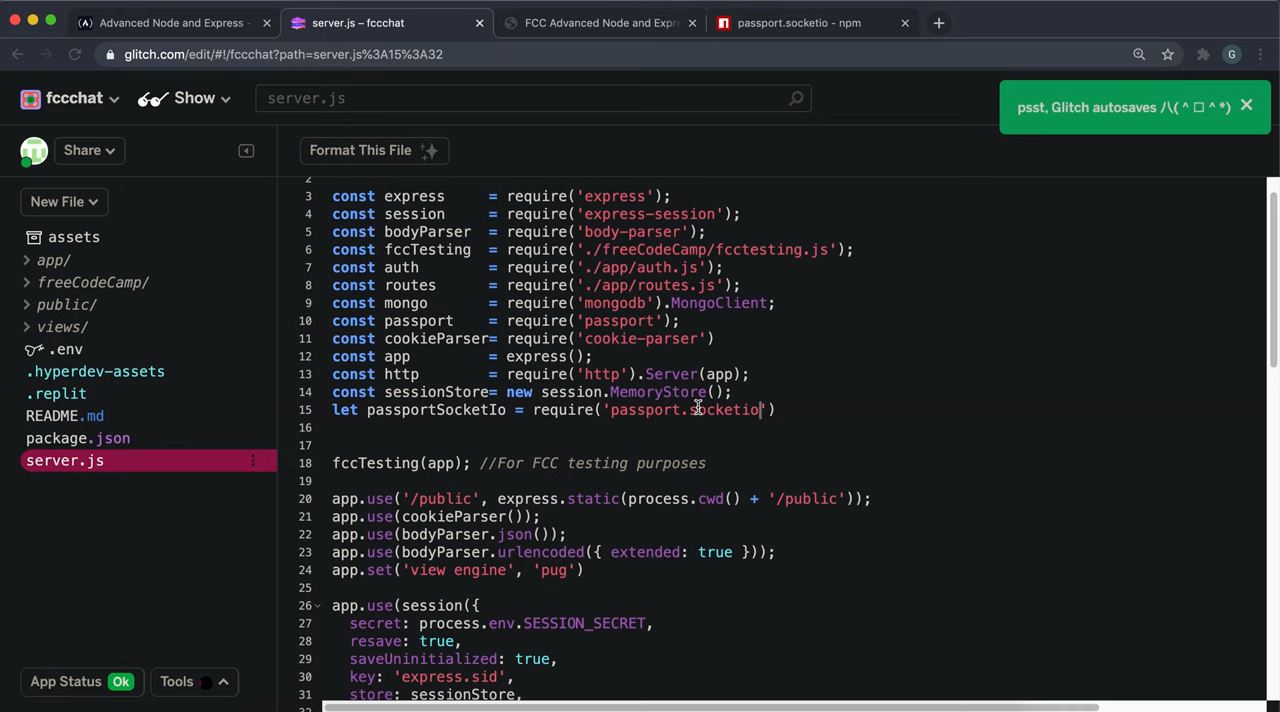 Advanced Node and Express -
server.js – fccchat
FCC Advanced Node and Expr
passport.socketio - npm
glitch.com/edit/#!/fccchat?path=server.js%3A15%3A32
G
fccchat
Show
server.js
psst, Glitch autosaves /\( ^ □ ^ *)
Share
Format This File
New File
assets
app/
freeCodeCamp/
public/
views/
.env
.hyperdev-assets
.replit
README.md
package.json
server.js
App Status Ok
Tools
2
3 const express = require('express');
4 const session = require('express-session');
5 const bodyParser = require('body-parser');
6 const fccTesting = require('./freeCodeCamp/fcctesting.js');
7 const auth = require('./app/auth.js');
8 const routes = require('./app/routes.js');
9 const mongo = require('mongodb').MongoClient;
10 const passport = require('passport');
11 const cookieParser= require('cookie-parser')
12 const app = express();
13 const http = require('http').Server(app);
14 const sessionStore= new session.MemoryStore();
15 let passportSocketIo = require('passport.socketio')
16
17
18 fccTesting(app); //For FCC testing purposes
19
20 app.use('/public', express.static(process.cwd() + '/public'));
21 app.use(cookieParser());
22 app.use(bodyParser.json());
23 app.use(bodyParser.urlencoded({ extended: true }));
24 app.set('view engine', 'pug')
25
26 app.use(session({
27 secret: process.env.SESSION_SECRET,
28 resave: true,
29 saveUninitialized: true,
30 key: 'express.sid',
31 store: sessionStore,
32